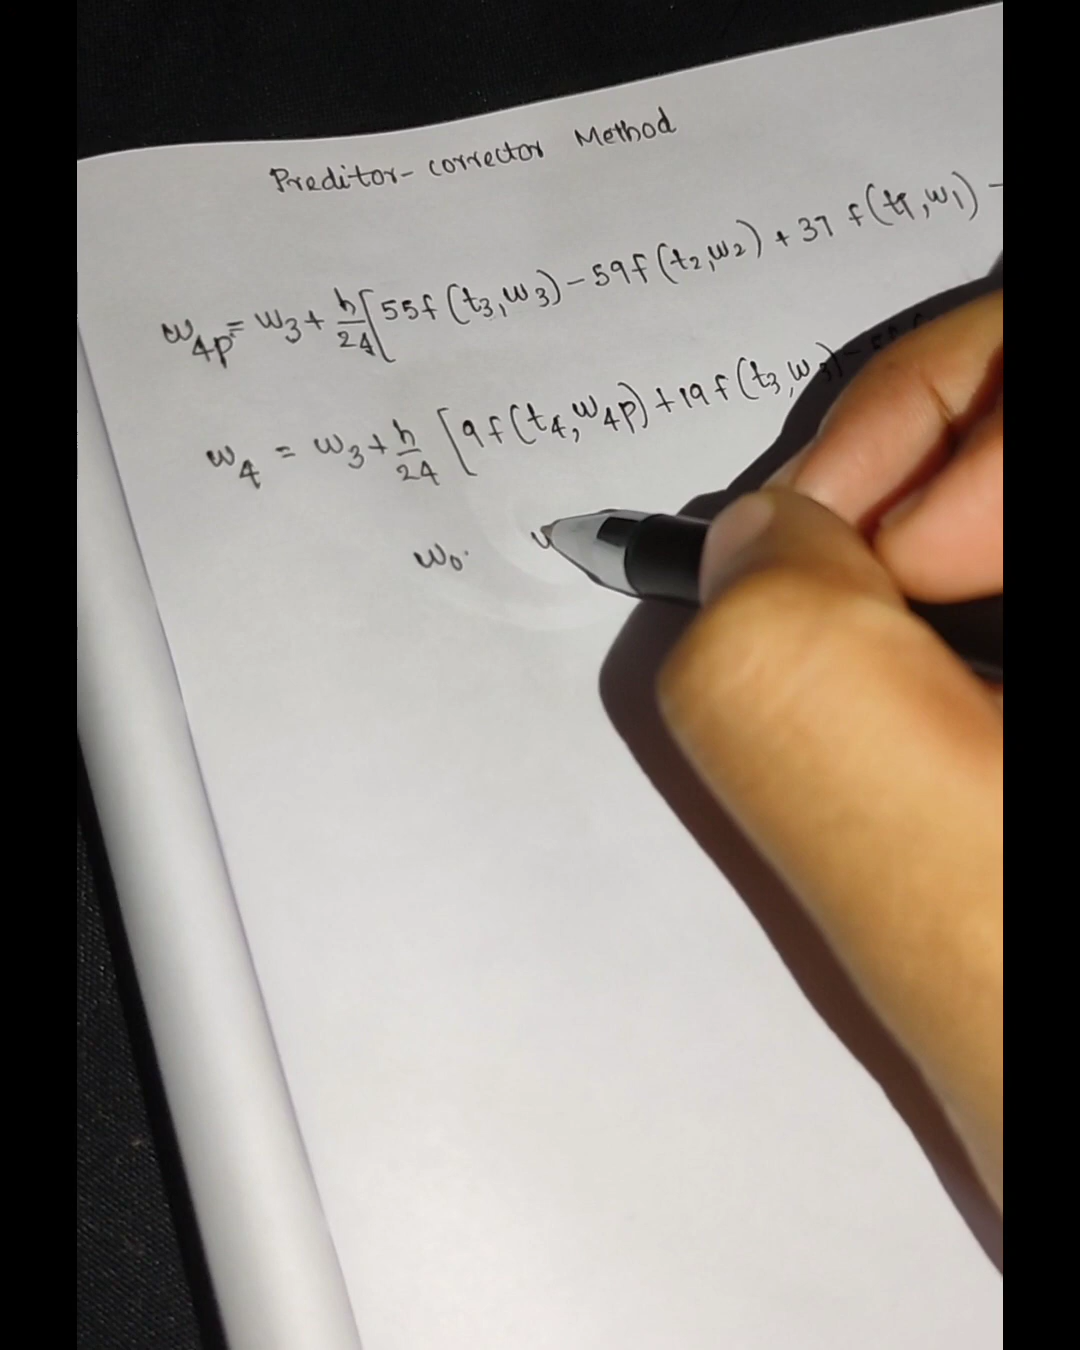 Preditor- corrector Method
w4p = w3 + h/24 [55f (t3, w3) - 59f (t2, w2) + 37 f(t1, w1) -
w4 = w3 + h/24 [9f(t4, w4p) + 19f(t3, w3) -
w0